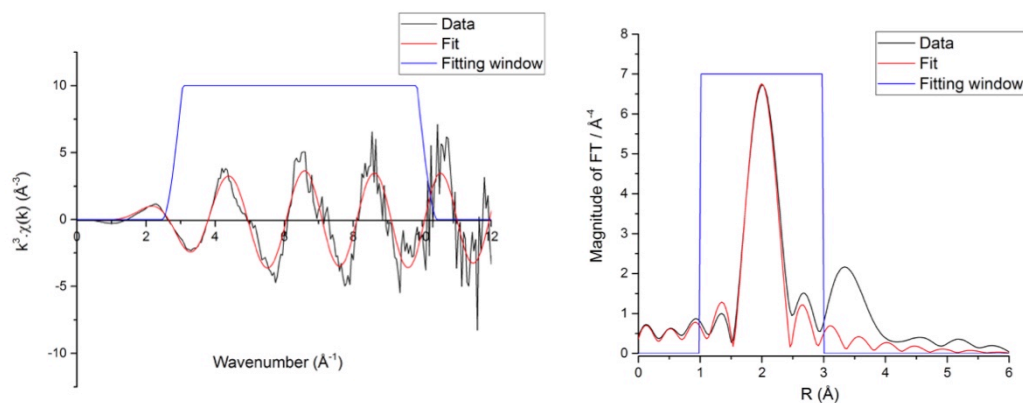 Data
Fit
Fitting window
10
5
0
-5
-10
0 2 4 6 8 10 12
k³.χ(k) (Å⁻³)
Wavenumber (Å⁻¹)
Data
Fit
Fitting window
8
7
6
5
4
3
2
1
0
0 1 2 3 4 5 6
Magnitude of FT / Å⁻⁴
R (Å)